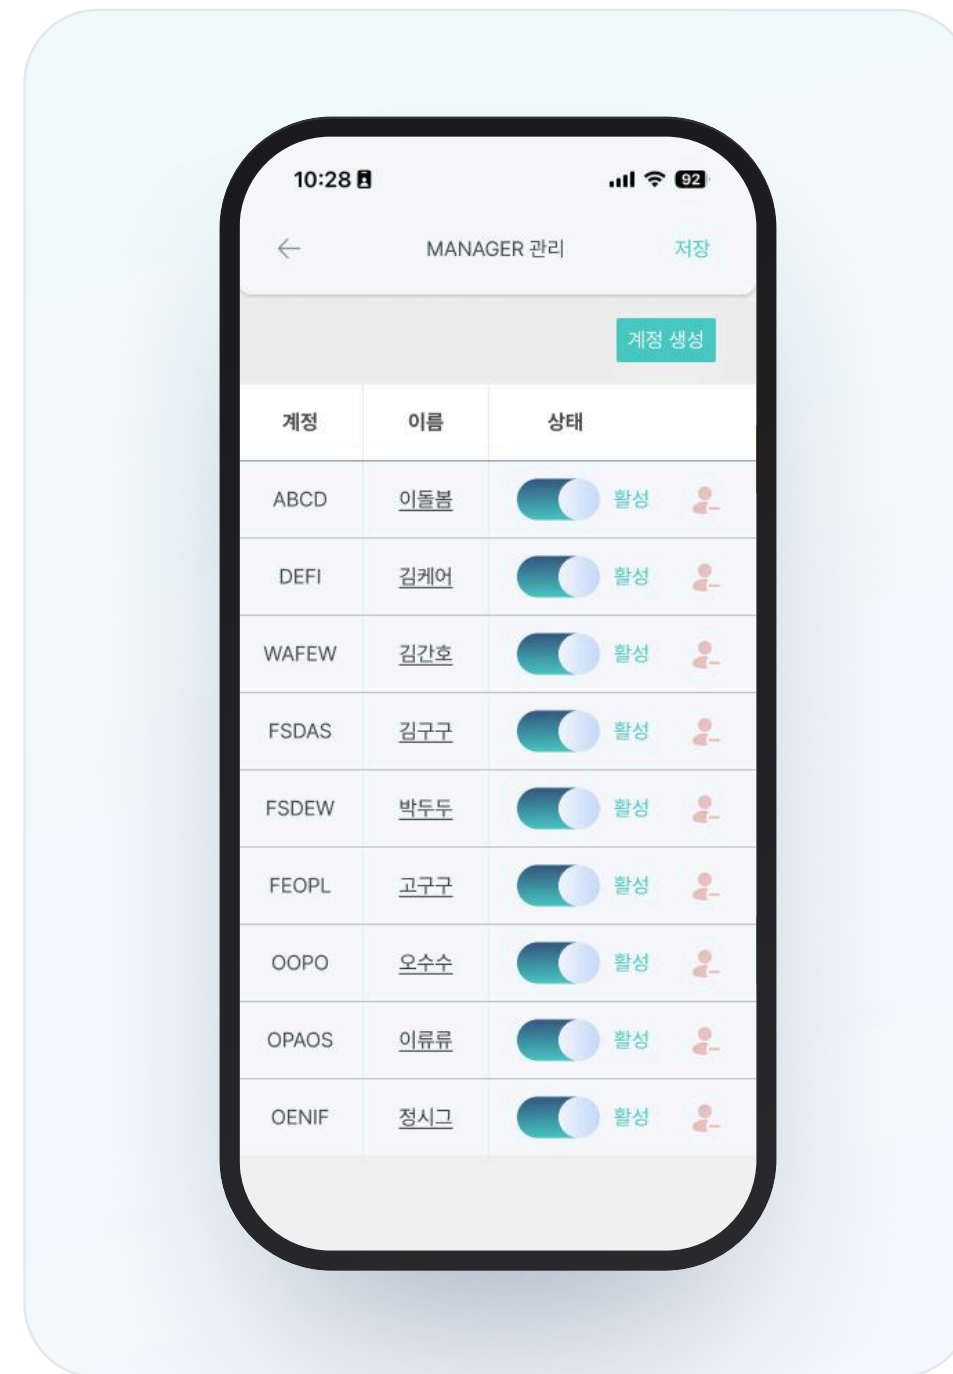 10:28 92
MANAGER 관리 저장
계정 생성
계정 이름 상태
ABCD 이돌봄 활성
DEFI 김케어 활성
WAFEW 김간호 활성
FSDAS 김구구 활성
FSDEW 박두두 활성
FEOPL 고구구 활성
OOPO 오수수 활성
OPAOS 이류류 활성
OENIF 정시그 활성